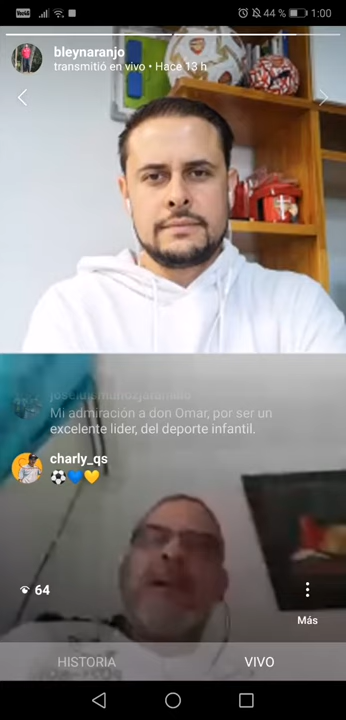 44 %
1:00
bleynaranjo
transmitió en vivo • Hace 13 h
Mi admiración a don Omar, por ser un
excelente lider, del deporte infantil.
charly_qs
⚽💙💛
64
Más
HISTORIA
VIVO